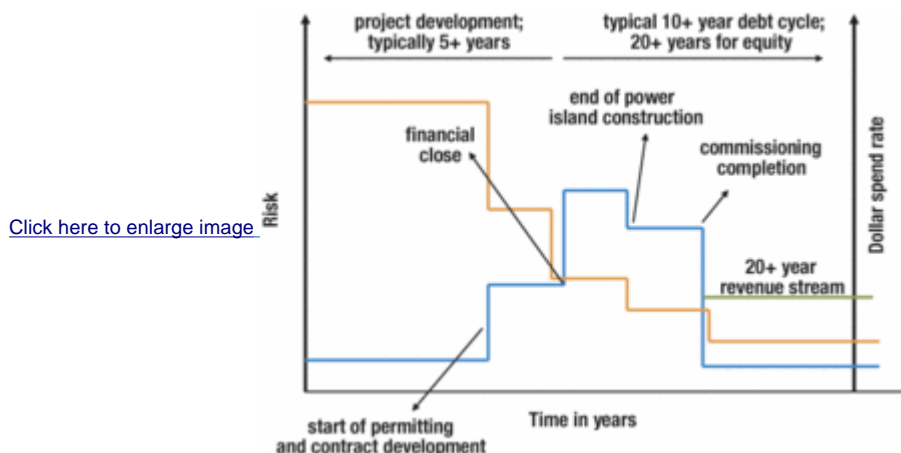 project development;
typically 5+ years
typical 10+ year debt cycle;
20+ years for equity
end of power
island construction
financial
close
commissioning
completion
Click here to enlarge image
Risk
Dollar spend rate
20+ year
revenue stream
Time in years
start of permitting
and contract development